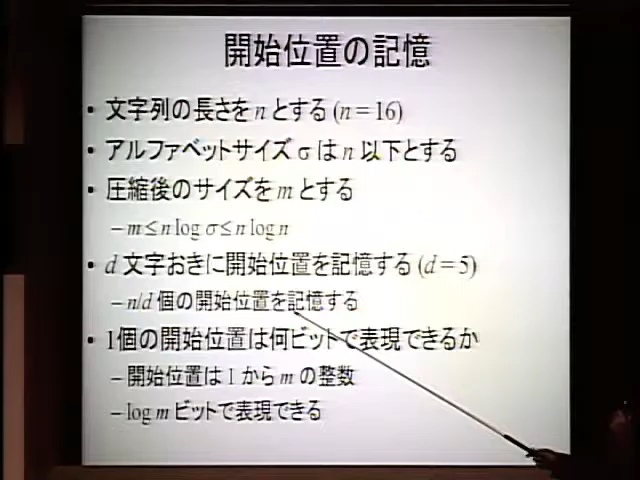 開始位置の記憶
• 文字列の長さを n とする (n=16)
• アルファベットサイズ σ は n 以下とする
• 圧縮後のサイズを m とする
– m ≤ n log σ ≤ n log n
• d 文字おきに開始位置を記憶する (d=5)
– n/d 個の開始位置を記憶する
• 1個の開始位置は何ビットで表現できるか
– 開始位置は 1 から m の整数
– log m ビットで表現できる